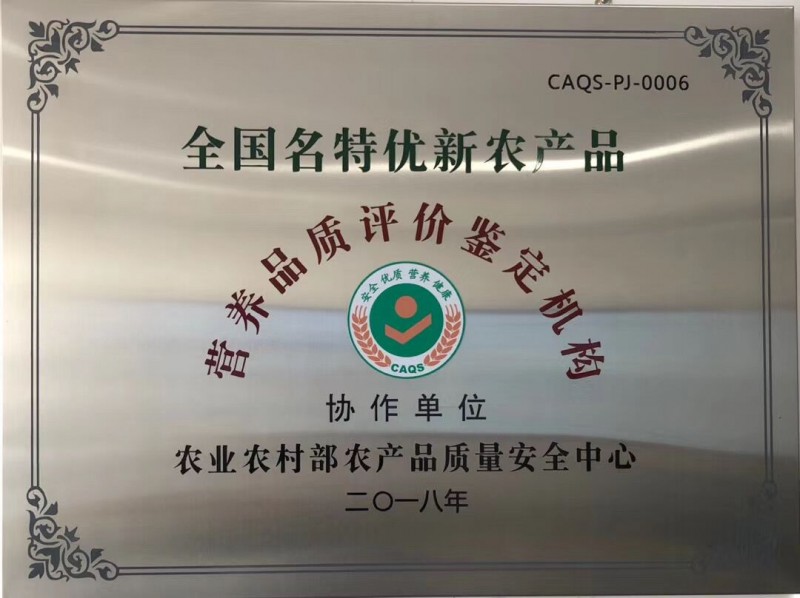 CAQS-PJ-0006
全国名特优新农产品
营养品质评价鉴定机构
安全 优质 营养 健康
CAQS
协作单位
农业农村部农产品质量安全中心
二〇一八年